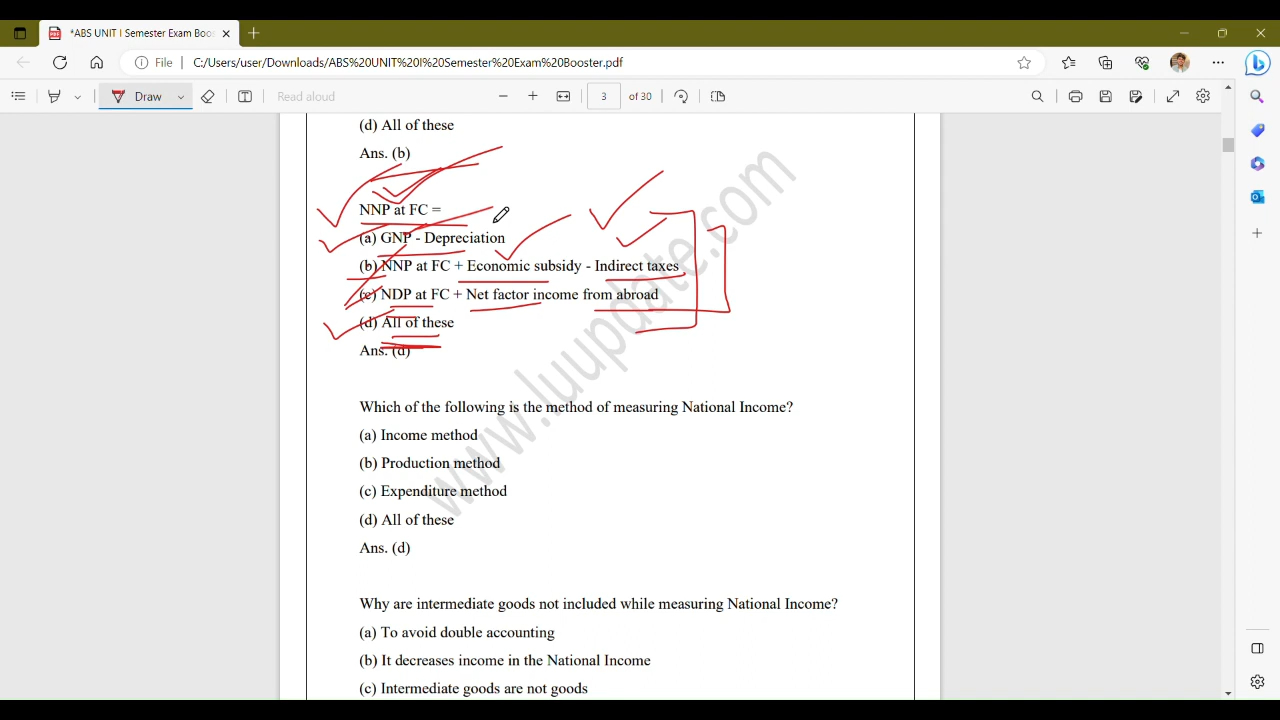 *ABS UNIT I Semester Exam Boo
File
C:/Users/user/Downloads/ABS%20UNIT%20I%20Semester%20Exam%20Booster.pdf
Draw
Read aloud
3 of 30
(d) All of these
Ans. (b)
NNP at FC =
(a) GNP - Depreciation
(b) NNP at FC + Economic subsidy - Indirect taxes
(c) NDP at FC + Net factor income from abroad
(d) All of these
Ans. (d)
Which of the following is the method of measuring National Income?
(a) Income method
(b) Production method
(c) Expenditure method
(d) All of these
Ans. (d)
Why are intermediate goods not included while measuring National Income?
(a) To avoid double accounting
(b) It decreases income in the National Income
(c) Intermediate goods are not goods
www.luupdate.com